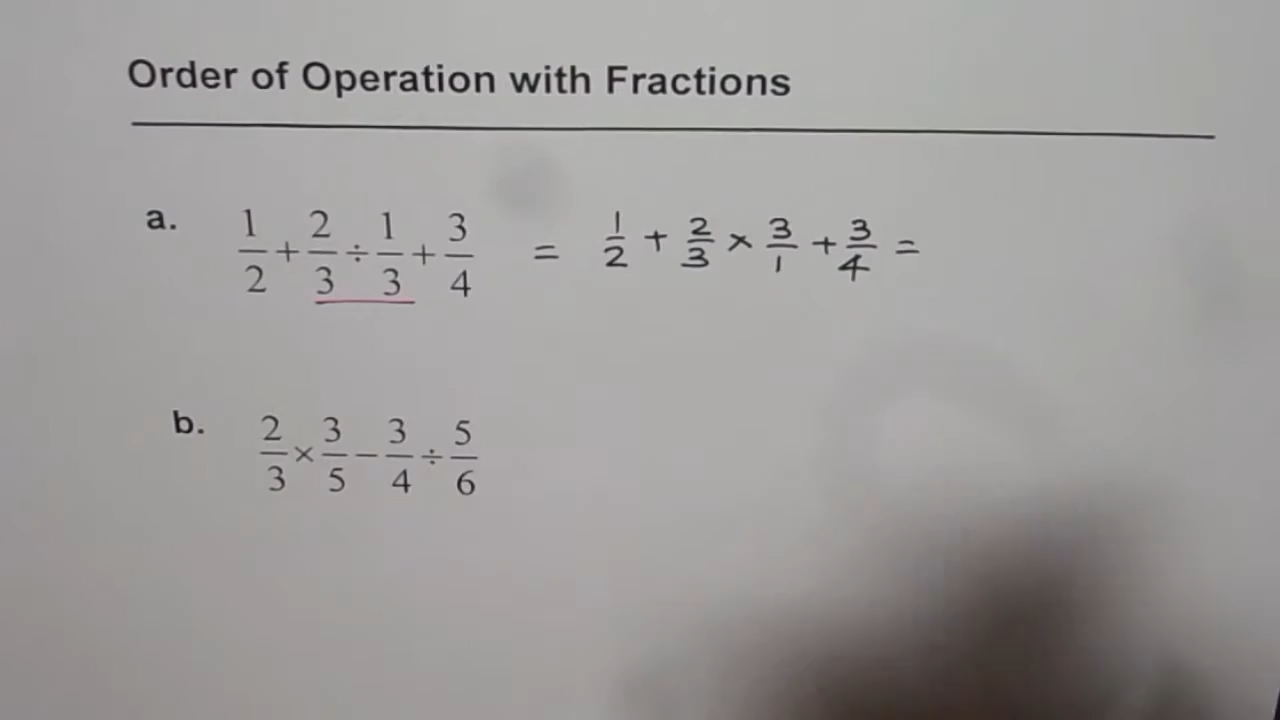 Order of Operation with Fractions
a. 1/2 + 2/3 ÷ 1/3 + 3/4 = 1/2 + 2/3 × 3/1 + 3/4 =
b. 2/3 × 3/5 − 3/4 ÷ 5/6